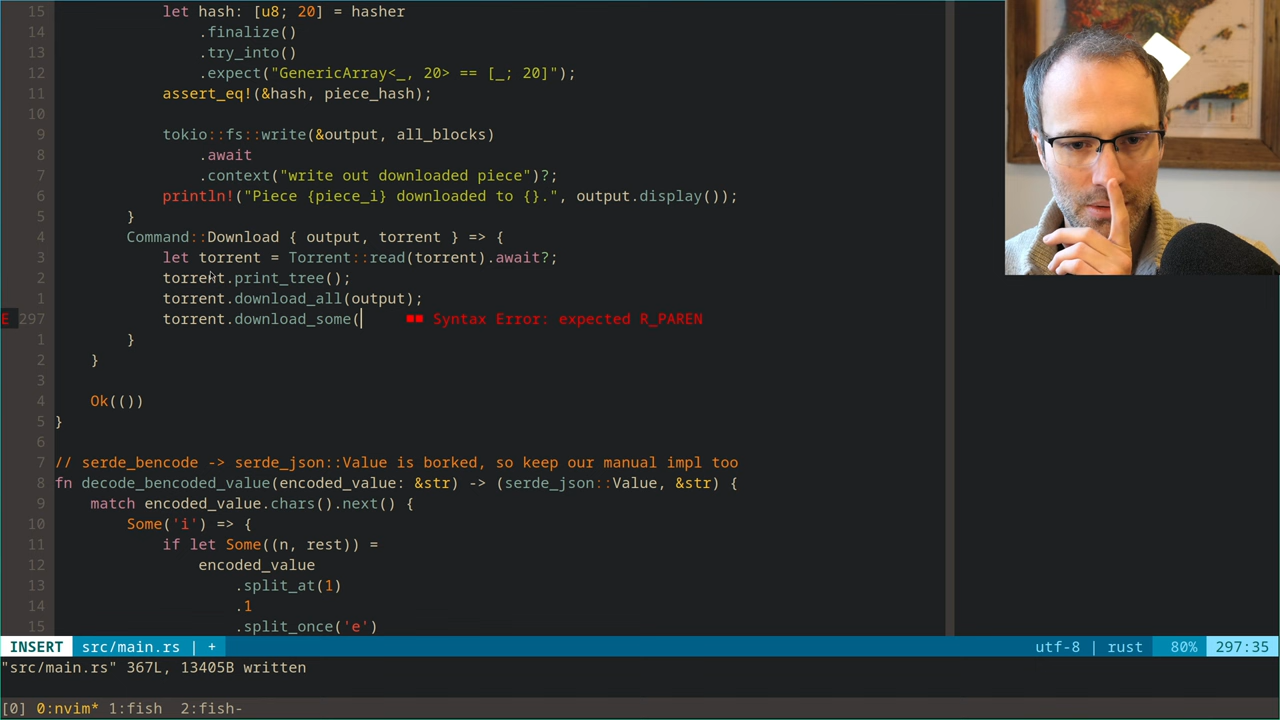 15 let hash: [u8; 20] = hasher
14 .finalize()
13 .try_into()
12 .expect("GenericArray<_, 20> == [_; 20]");
11 assert_eq!(&hash, piece_hash);
10
9 tokio::fs::write(&output, all_blocks)
8 .await
7 .context("write out downloaded piece")?;
6 println!("Piece {piece_i} downloaded to {}.", output.display());
5 }
4 Command::Download { output, torrent } => {
3 let torrent = Torrent::read(torrent).await?;
2 torrent.print_tree();
1 torrent.download_all(output);
E 297 torrent.download_some( ■■ Syntax Error: expected R_PAREN
1 }
2 }
3
4 Ok(())
5 }
6
7 // serde_bencode -> serde_json::Value is borked, so keep our manual impl too
8 fn decode_bencoded_value(encoded_value: &str) -> (serde_json::Value, &str) {
9 match encoded_value.chars().next() {
10 Some('i') => {
11 if let Some((n, rest)) =
12 encoded_value
13 .split_at(1)
14 .1
15 .split_once('e')
INSERT src/main.rs | + utf-8 | rust 80% 297:35
"src/main.rs" 367L, 13405B written
[0] 0:nvim* 1:fish 2:fish-